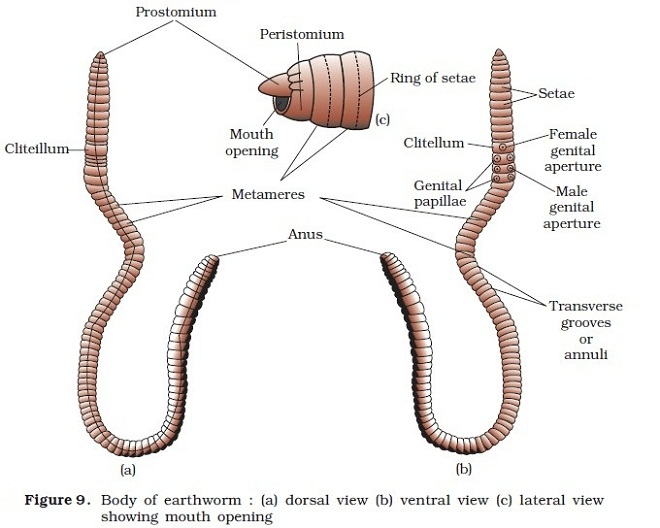 Prostomium
Peristomium
Ring of setae
(c)
Mouth
opening
Cliteillum
Metameres
Anus
Setae
Clitellum
Female
genital
aperture
Genital
papillae
Male
genital
aperture
Transverse
grooves
or
annuli
(a)
(b)
Figure 9. Body of earthworm : (a) dorsal view (b) ventral view (c) lateral view
showing mouth opening